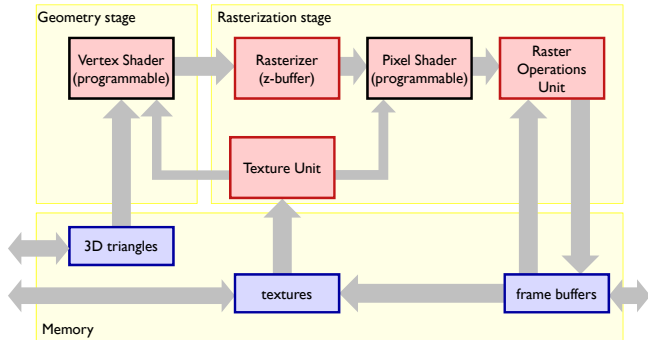 Geometry stage
Rasterization stage
Vertex Shader
(programmable)
Rasterizer
(z-buffer)
Pixel Shader
(programmable)
Raster
Operations
Unit
Texture Unit
3D triangles
textures
frame buffers
Memory